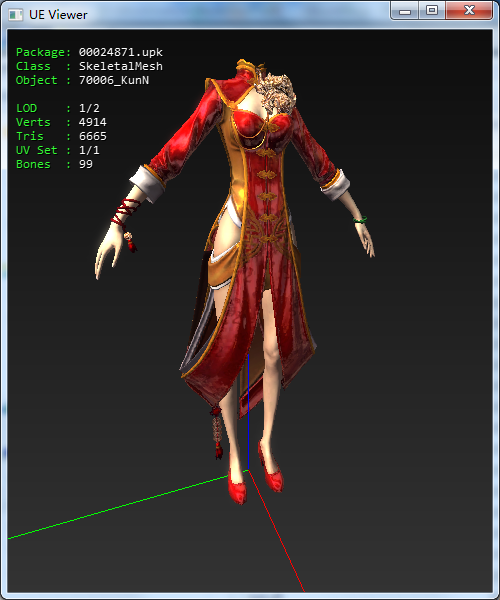 UE Viewer
Package: 00024871.upk
Class  : SkeletalMesh
Object : 70006_KunN
LOD    : 1/2
Verts  : 4914
Tris   : 6665
UV Set : 1/1
Bones  : 99